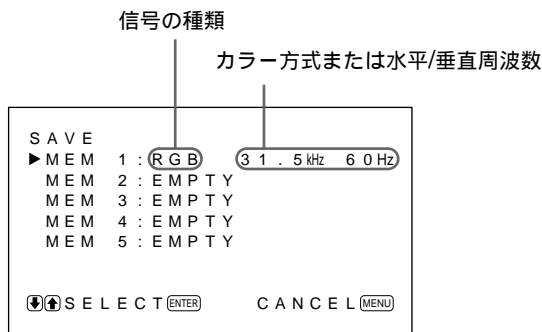 信号の種類
カラー方式または水平/垂直周波数
SAVE
▶MEM 1:RGB 31.5kHz 60Hz
MEM 2:EMPTY
MEM 3:EMPTY
MEM 4:EMPTY
MEM 5:EMPTY
↓↑SELECT ENTER CANCEL MENU